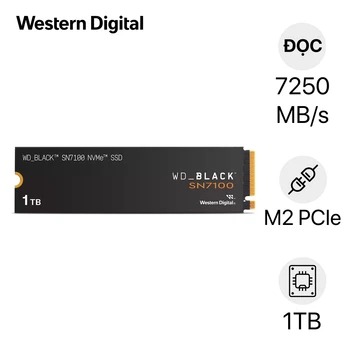 Western Digital
ĐỌC
7250
MB/s
WD_BLACK™ SN7100 NVMe™ SSD
WD_BLACK
SN7100
Western Digital
1TB
M2 PCIe
1TB